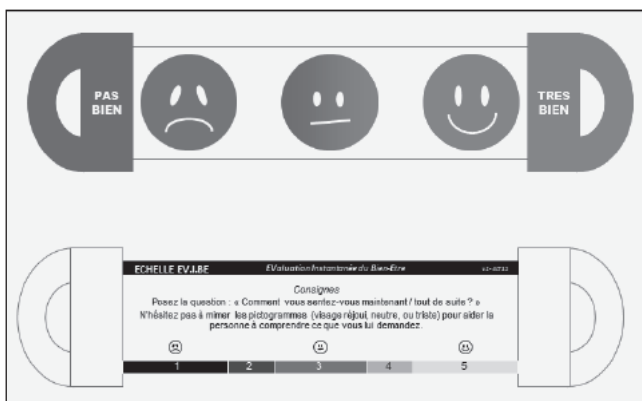 PAS
BIEN
TRES
BIEN
ECHELLE EV.I.BE EValuation Instantanée du Bien-Etre
Consignes
Posez la question : « Comment vous sentez-vous maintenant / tout de suite ? »
N'hésitez pas à mimer les pictogrammes (visage réjoui, neutre, ou triste) pour aider la
personne à comprendre ce que vous lui demandez.
1 2 3 4 5